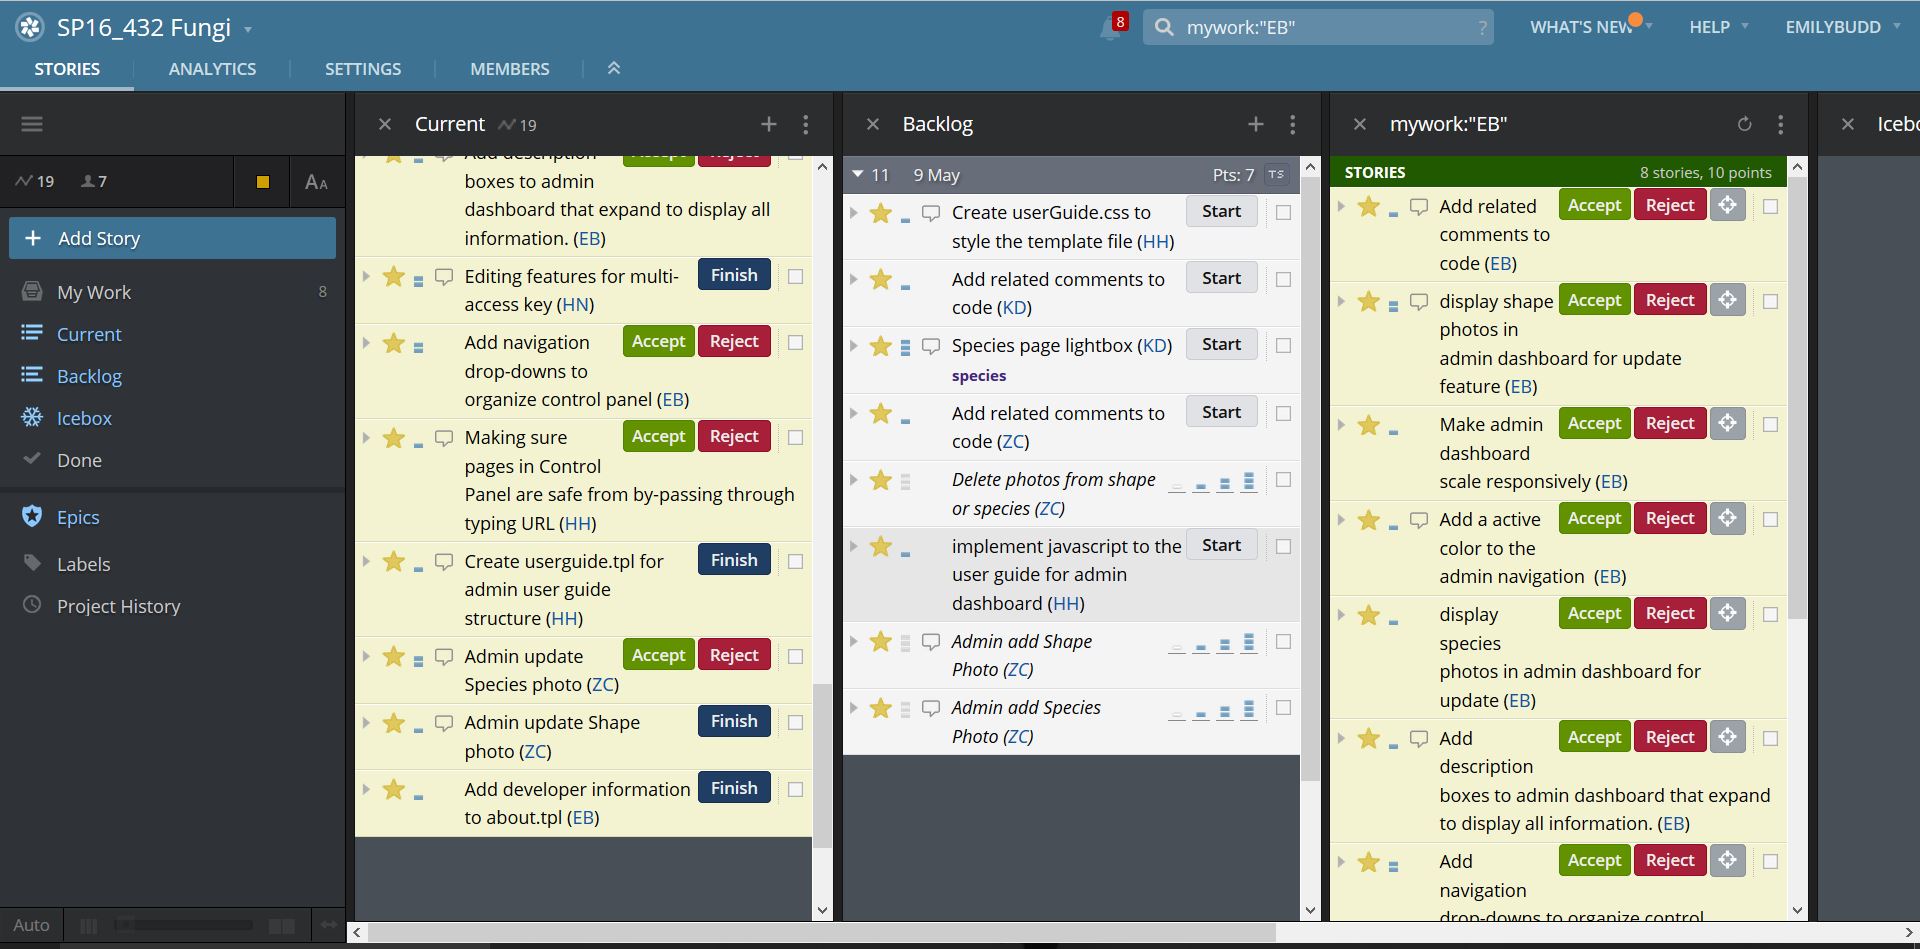 SP16_432 Fungi
8
mywork:"EB"
?
WHAT'S NEW
HELP
EMILYBUDD
STORIES
ANALYTICS
SETTINGS
MEMBERS
19
7
AA
+ Add Story
My Work 8
Current
Backlog
Icebox
Done
Epics
Labels
Project History
Auto
Current 19
Add description
Accept Reject
boxes to admin
dashboard that expand to display all
information. (EB)
Editing features for multi-
access key (HN)
Finish
Add navigation
drop-downs to
organize control panel (EB)
Accept Reject
Making sure
pages in Control
Panel are safe from by-passing through
typing URL (HH)
Accept Reject
Create userguide.tpl for
admin user guide
structure (HH)
Finish
Admin update
Species photo (ZC)
Accept Reject
Admin update Shape
photo (ZC)
Finish
Add developer information
to about.tpl (EB)
Finish
Backlog
11 9 May Pts: 7 TS
Create userGuide.css to
style the template file (HH)
Start
Add related comments to
code (KD)
Start
Species page lightbox (KD)
species
Start
Add related comments to
code (ZC)
Start
Delete photos from shape
or species (ZC)
implement javascript to the
user guide for admin
dashboard (HH)
Start
Admin add Shape
Photo (ZC)
Admin add Species
Photo (ZC)
mywork:"EB"
STORIES 8 stories, 10 points
Add related
comments to
code (EB)
Accept Reject
display shape
photos in
admin dashboard for update
feature (EB)
Accept Reject
Make admin
dashboard
scale responsively (EB)
Accept Reject
Add a active
color to the
admin navigation (EB)
Accept Reject
display
species
photos in admin dashboard for
update (EB)
Accept Reject
Add
description
boxes to admin dashboard that expand
to display all information. (EB)
Accept Reject
Add
navigation
drop-downs to organize control
Accept Reject
Icebo